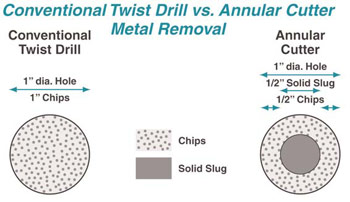 Conventional Twist Drill vs. Annular Cutter
Metal Removal
Conventional
Twist Drill
1" dia. Hole
1" Chips
Chips
Solid Slug
Annular
Cutter
1" dia. Hole
1/2" Solid Slug
1/2" Chips